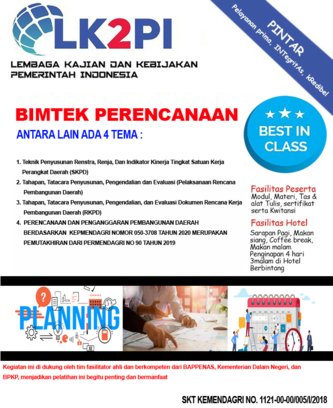 LK2PI
LEMBAGA KAJIAN DAN KEBIJAKAN
PEMERINTAH INDONESIA
PINTAR
Pelayanan prima, INTegritAs, kRedibel
BIMTEK PERENCANAAN
ANTARA LAIN ADA 4 TEMA :
BEST IN
CLASS
1. Teknik Penyusunan Renstra, Renja, Dan Indikator Kinerja Tingkat Satuan Kerja
Perangkat Daerah (SKPD)
2. Tahapan, Tatacara Penyusunan, Pengendalian dan Evaluasi (Pelaksanaan Rencana
Pembangunan Daerah)
3. Tahapan, Tatacara Penyusunan, Pengendalian, dan Evaluasi Dokumen Rencana Kerja
Pembangunan Daerah (RKPD)
4. PERENCANAAN DAN PENGANGGARAN PEMBANGUNAN DAERAH
BERDASARKAN KEPMENDAGRI NOMOR 050-3708 TAHUN 2020 MERUPAKAN
PEMUTAKHIRAN DARI PERMENDAGRI NO 90 TAHUN 2019
Fasilitas Peserta
Modul, Materi, Tas &
alat Tulis, sertifikat
serta Kwitansi
Fasilitas Hotel
Sarapan Pagi, Makan
siang, Coffee break,
Makan malam
Penginapan 4 hari
3malam di Hotel
Berbintang
PLANNING
Kegiatan ini di dukung oleh tim fasilitator ahli dan berkompeten dari BAPPENAS, Kementerian Dalam Negeri, dan
BPKP, menjadikan pelatihan ini begitu penting dan bermanfaat
SKT KEMENDAGRI NO. 1121-00-00/005/I/2018